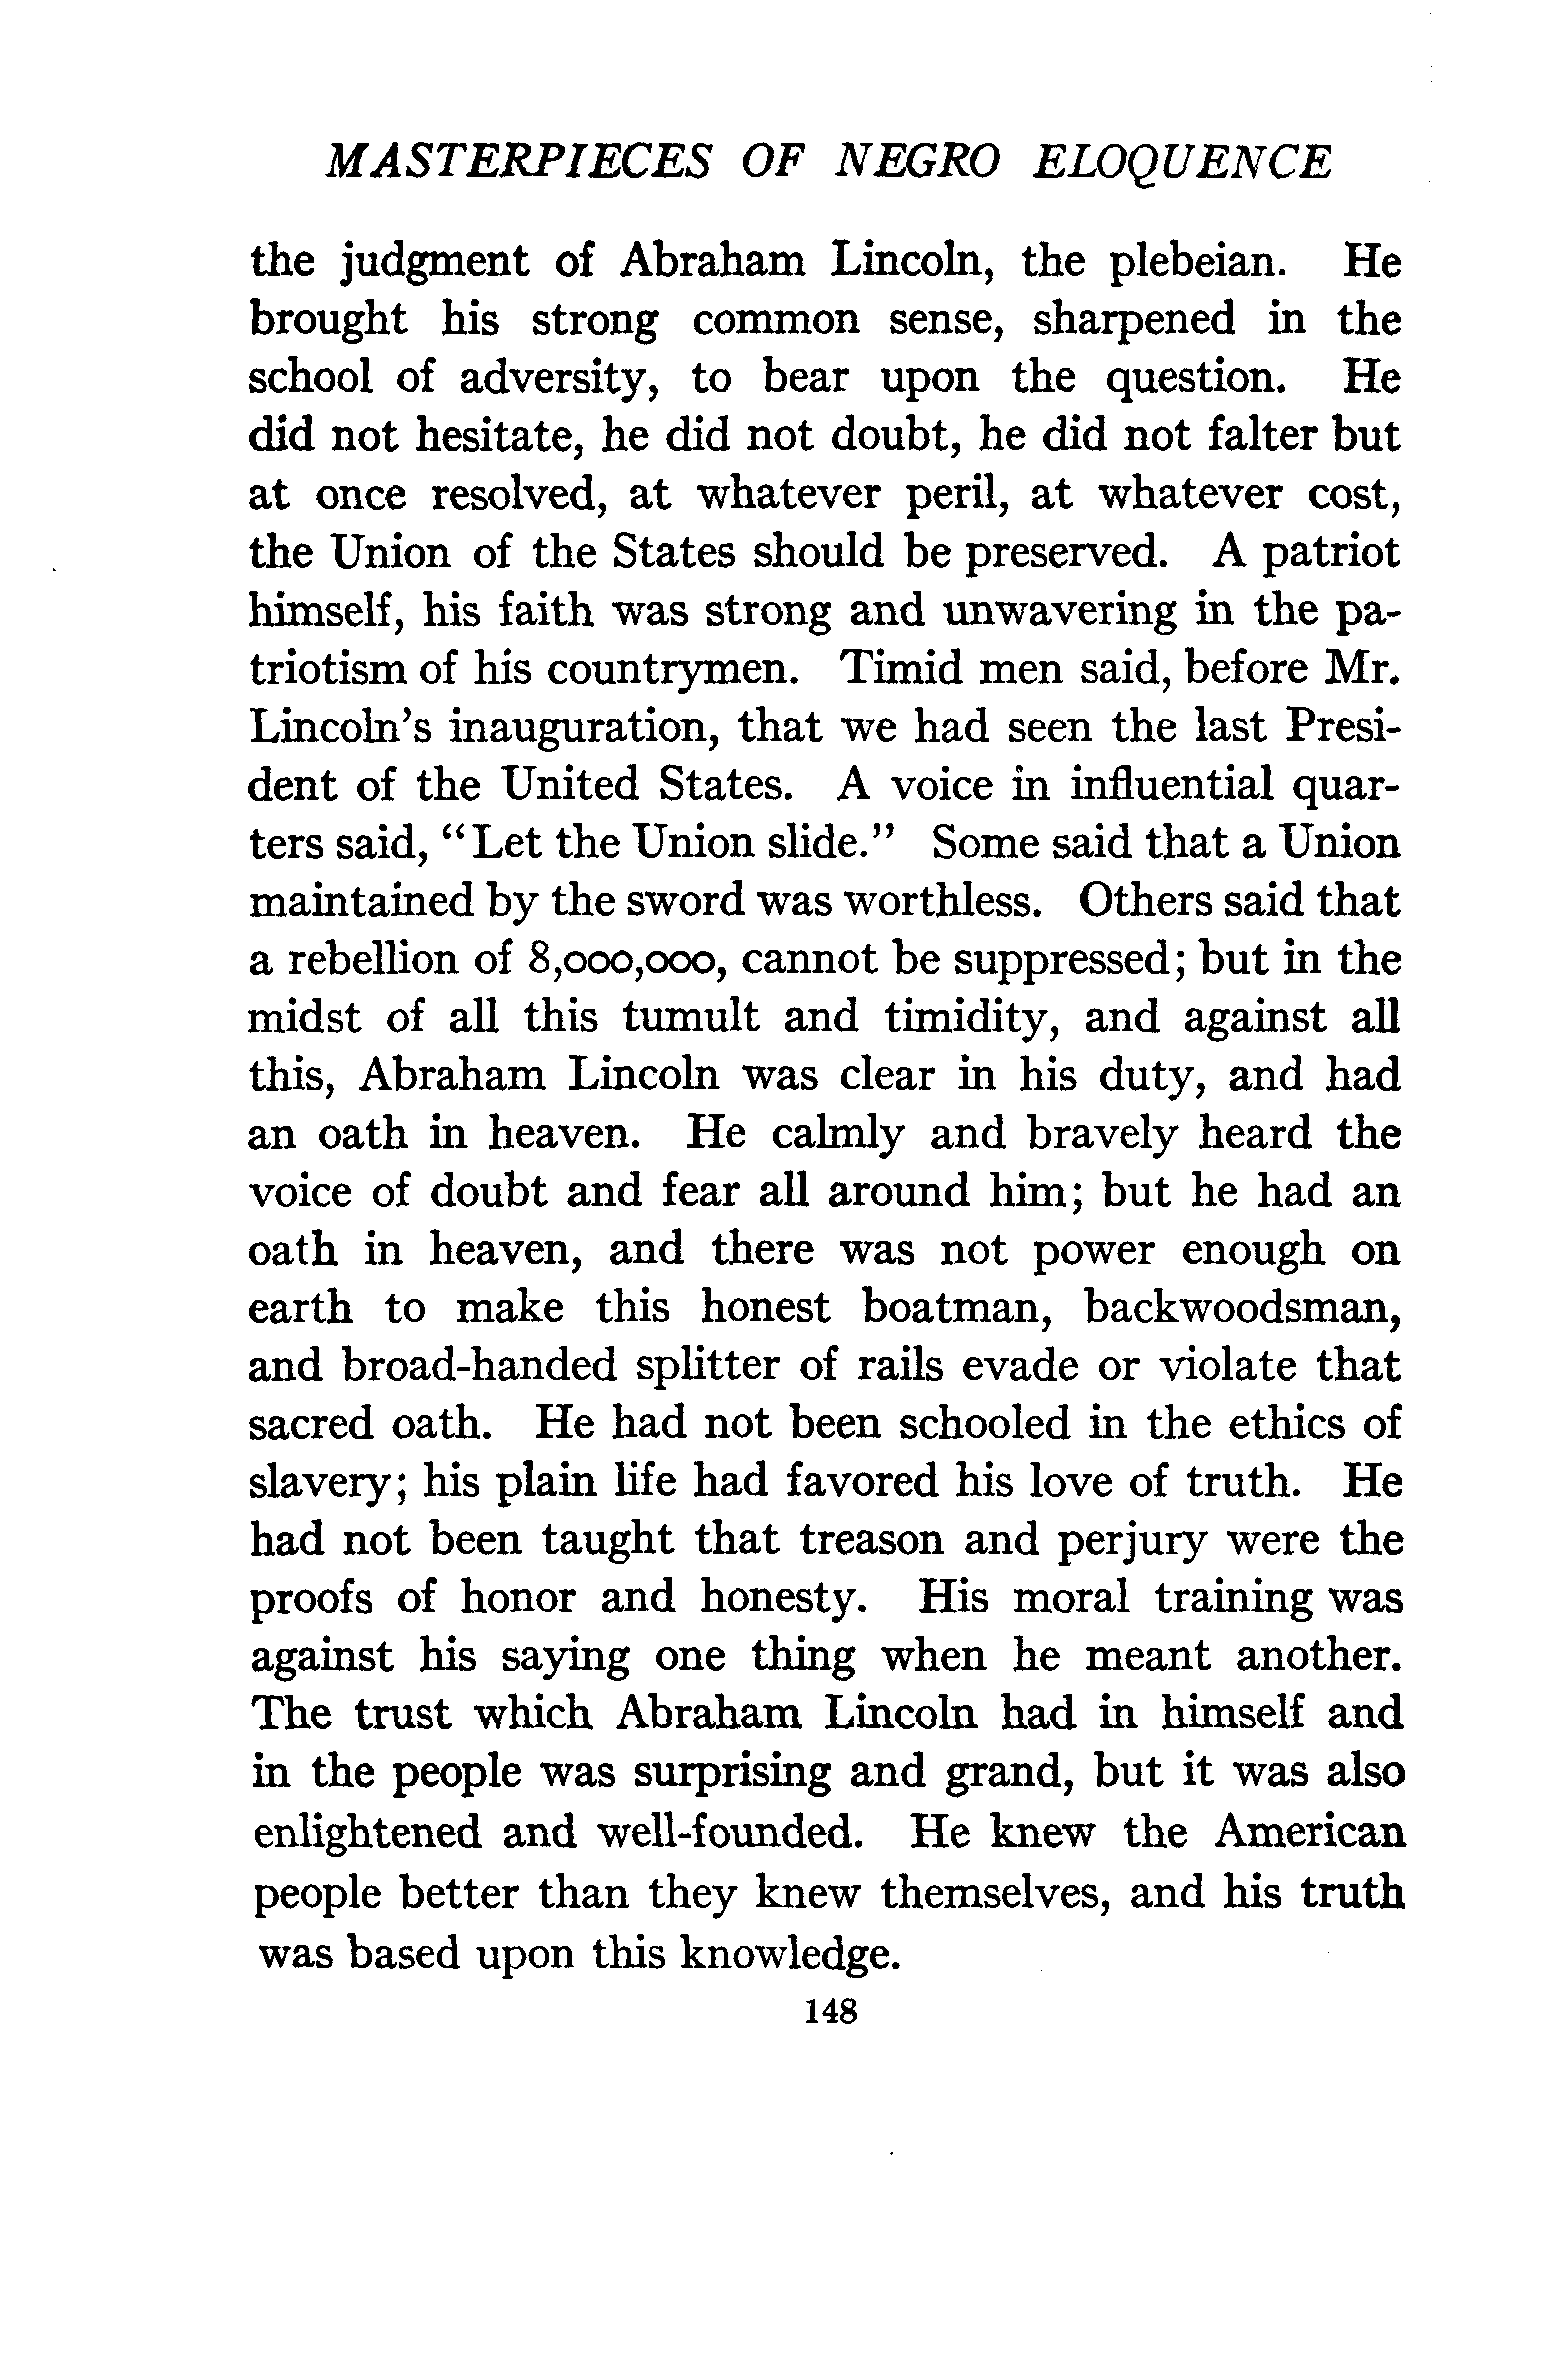 MASTERPIECES OF NEGRO ELOQUENCE
the judgment of Abraham Lincoln, the plebeian. He
brought his strong common sense, sharpened in the
school of adversity, to bear upon the question. He
did not hesitate, he did not doubt, he did not falter but
at once resolved, at whatever peril, at whatever cost,
the Union of the States should be preserved. A patriot
himself, his faith was strong and unwavering in the pa-
triotism of his countrymen. Timid men said, before Mr.
Lincoln's inauguration, that we had seen the last Presi-
dent of the United States. A voice in influential quar-
ters said, "Let the Union slide." Some said that a Union
maintained by the sword was worthless. Others said that
a rebellion of 8,000,000, cannot be suppressed; but in the
midst of all this tumult and timidity, and against all
this, Abraham Lincoln was clear in his duty, and had
an oath in heaven. He calmly and bravely heard the
voice of doubt and fear all around him; but he had an
oath in heaven, and there was not power enough on
earth to make this honest boatman, backwoodsman,
and broad-handed splitter of rails evade or violate that
sacred oath. He had not been schooled in the ethics of
slavery; his plain life had favored his love of truth. He
had not been taught that treason and perjury were the
proofs of honor and honesty. His moral training was
against his saying one thing when he meant another.
The trust which Abraham Lincoln had in himself and
in the people was surprising and grand, but it was also
enlightened and well-founded. He knew the American
people better than they knew themselves, and his truth
was based upon this knowledge.
148